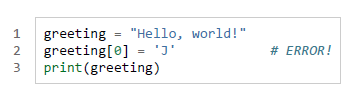 1 greeting = "Hello, world!"
2 greeting[0] = 'J' # ERROR!
3 print(greeting)